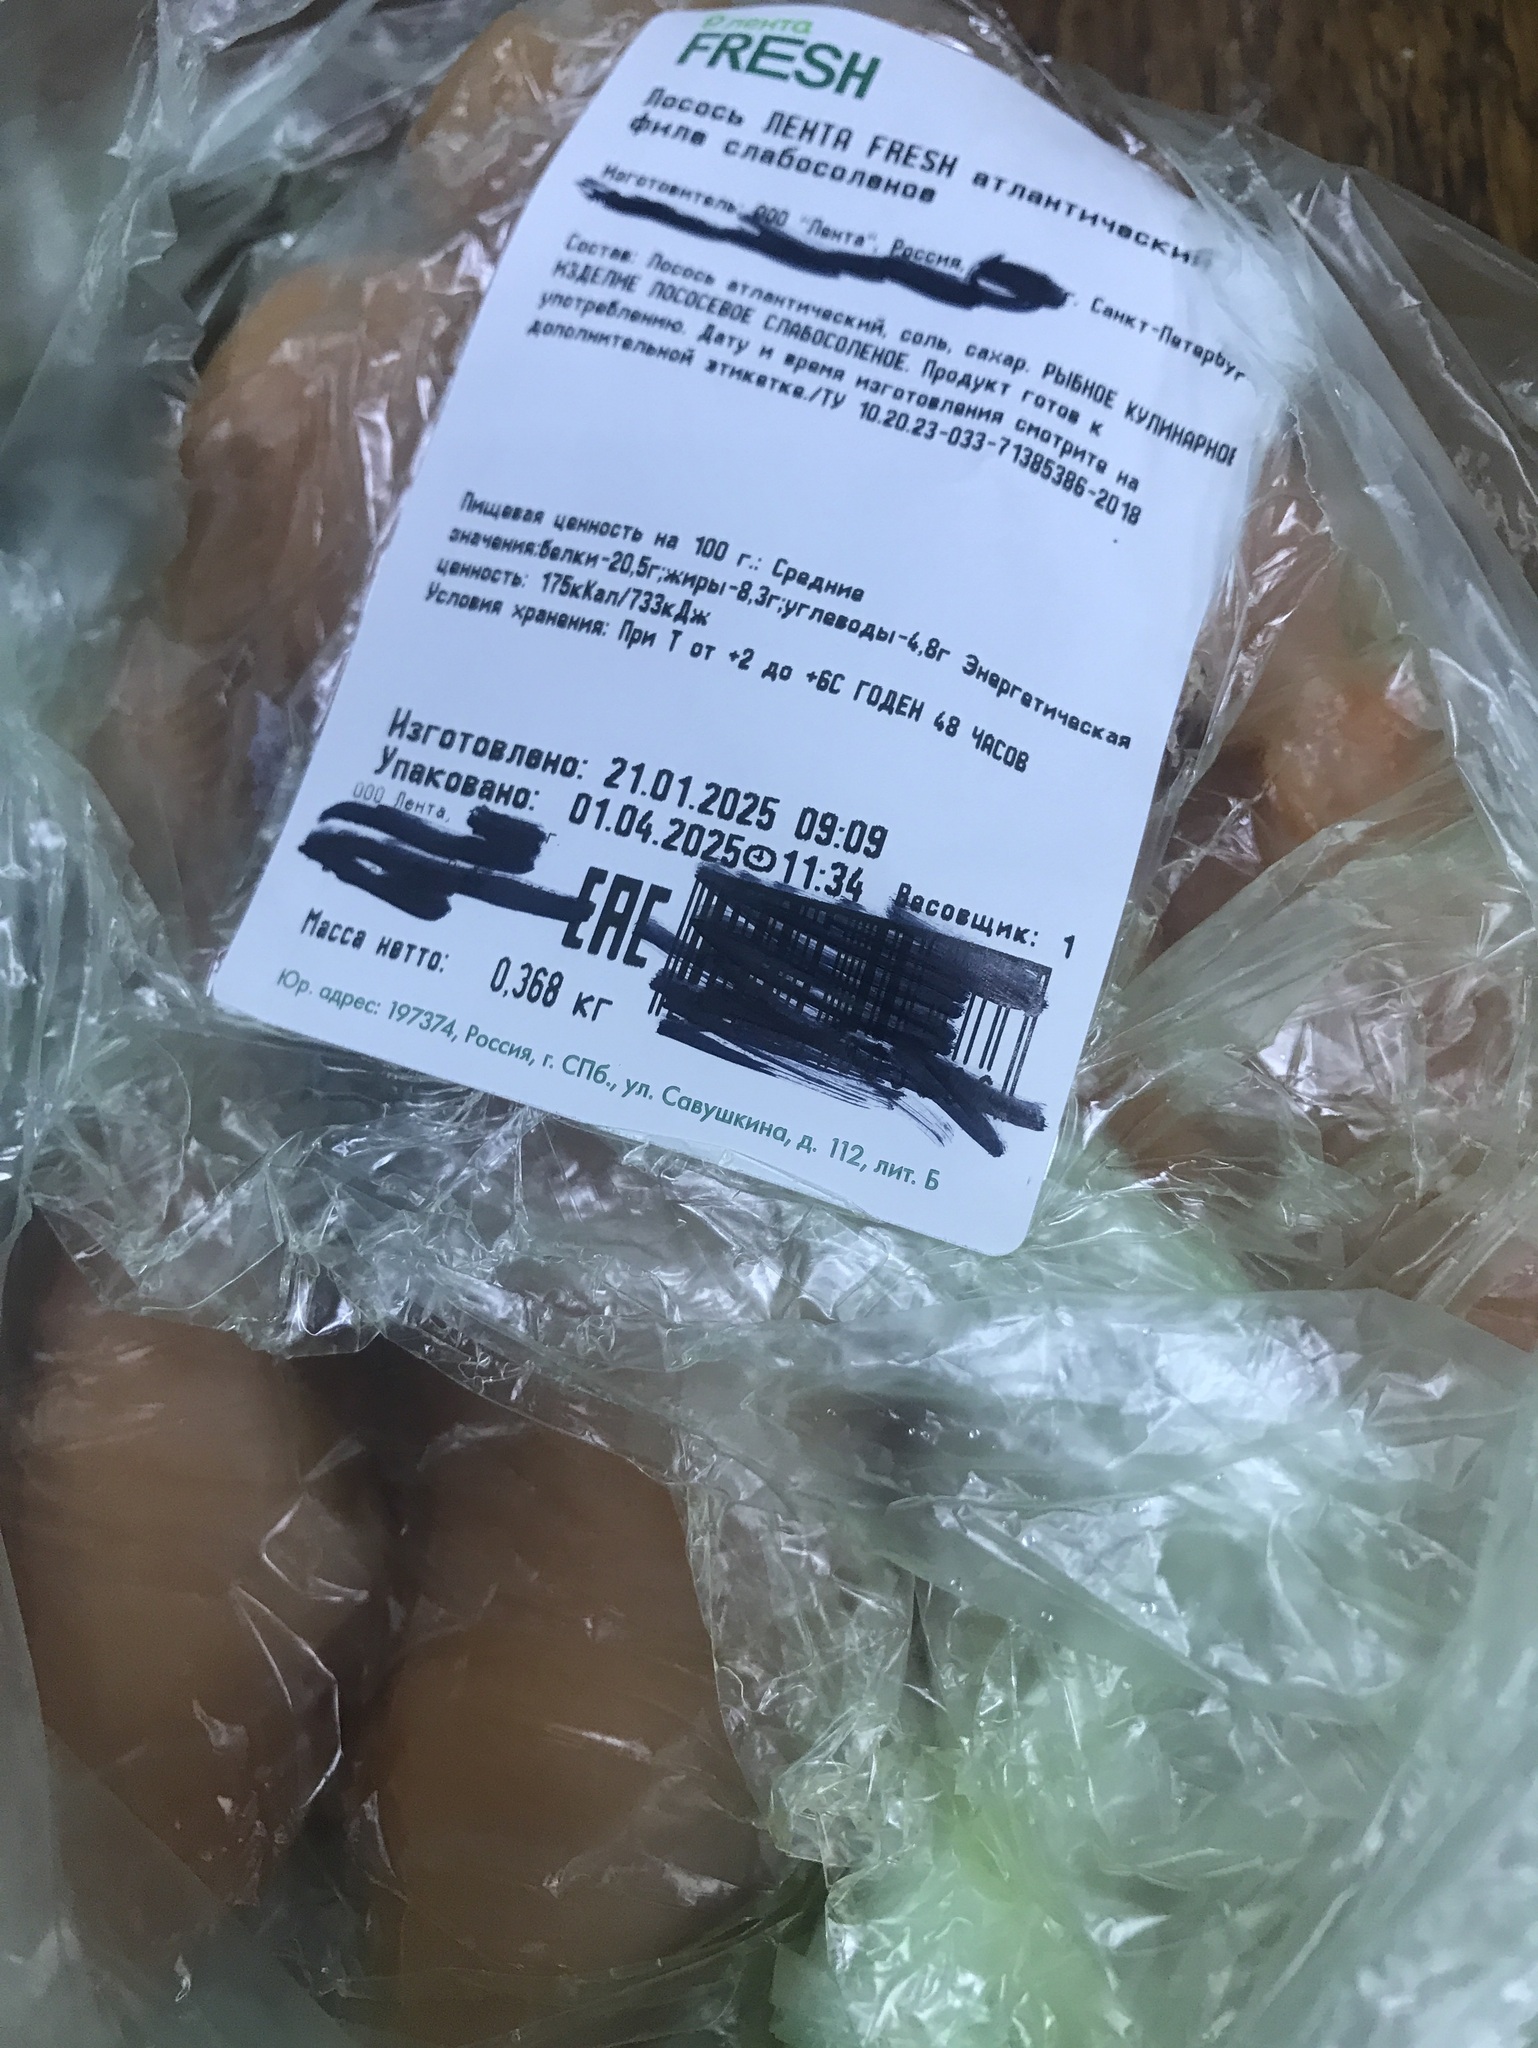 лента
FRESH
Лосось ЛЕНТА FRESH атлантический
филе слабосоленое
Изготовитель: ООО "Лента", Россия, г. Санкт-Петербург
Состав: Лосось атлантический, соль, сахар. РЫБНОЕ КУЛИНАРНОЕ
ИЗДЕЛИЕ ЛОСОСЕВОЕ СЛАБОСОЛЕНОЕ. Продукт готов к
употреблению. Дату и время изготовления смотрите на
дополнительной этикетке./ТУ 10.20.23-033-71385386-2018
Пищевая ценность на 100 г.: Средние
значения:белки-20,5г;жиры-8,3г;углеводы-4,8г Энергетическая
ценность: 175кКал/733кДж
Условия хранения: При Т от +2 до +6С ГОДЕН 48 ЧАСОВ
Изготовлено: 21.01.2025 09:09
Упаковано: 01.04.2025 11:34 Весовщик: 1
ООО Лента, г
EAC
Масса нетто: 0,368 кг
Юр. адрес: 197374, Россия, г. СПб., ул. Савушкина, д. 112, лит. Б